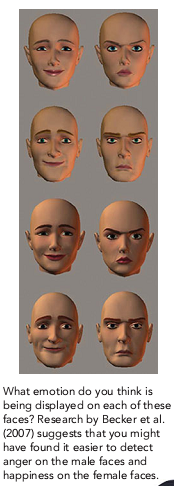 What emotion do you think is
being displayed on each of these
faces? Research by Becker et al.
(2007) suggests that you might
have found it easier to detect
anger on the male faces and
happiness on the female faces.